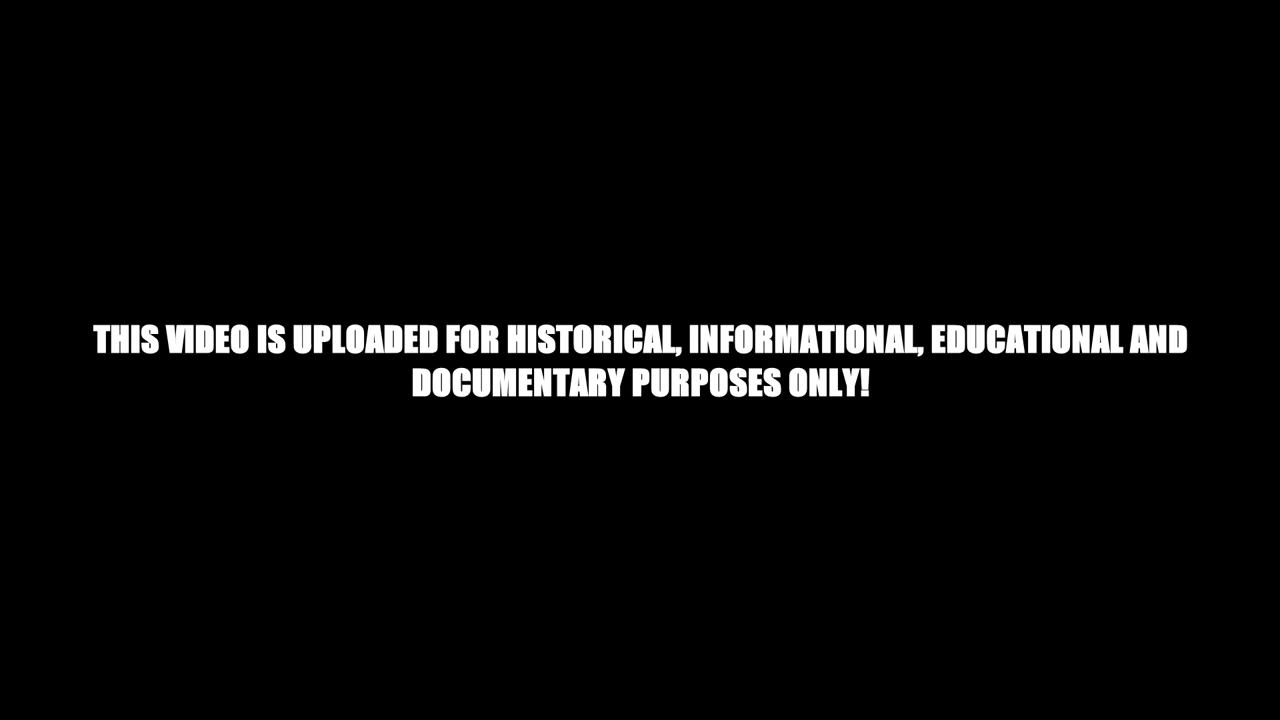 THIS VIDEO IS UPLOADED FOR HISTORICAL, INFORMATIONAL, EDUCATIONAL AND
DOCUMENTARY PURPOSES ONLY!